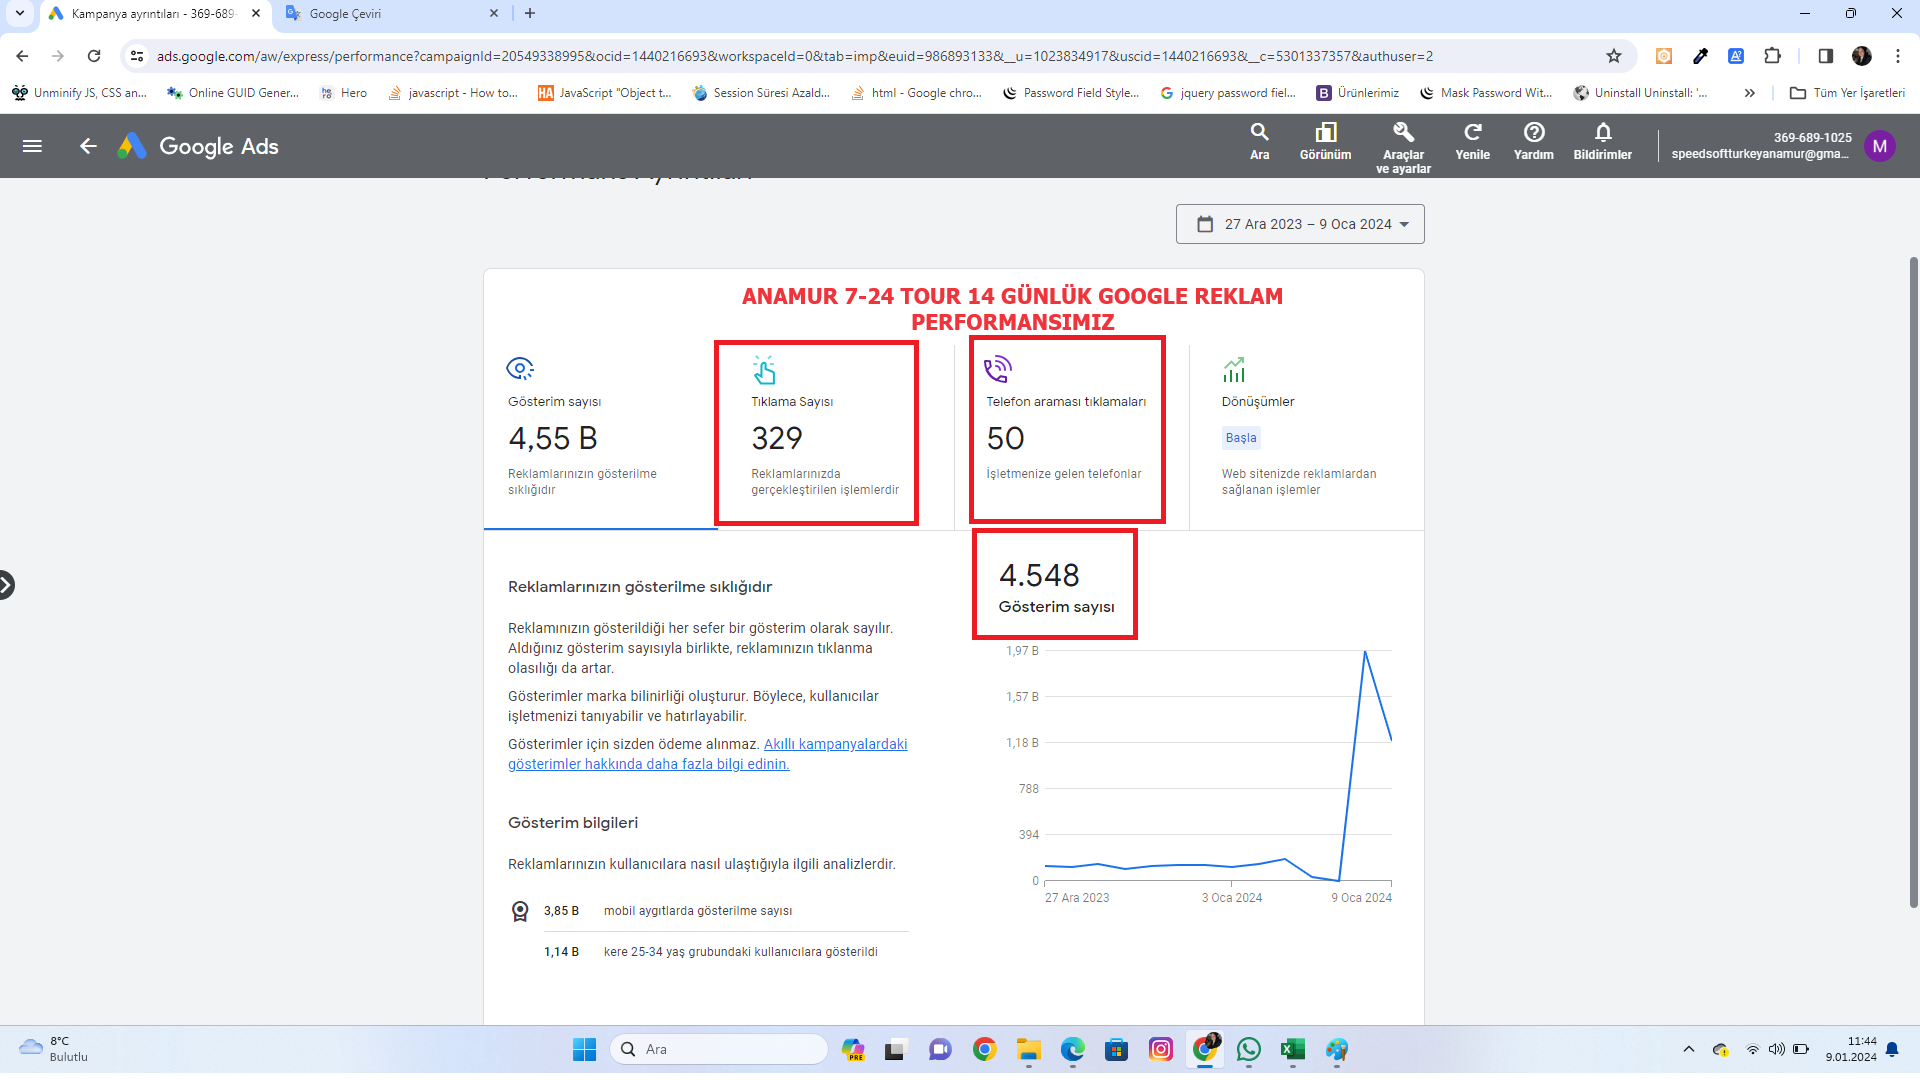 Kampanya ayrıntıları - 369-689-
Google Çeviri
ads.google.com/aw/express/performance?campaignId=20549338995&ocid=1440216693&workspaceId=0&tab=imp&euid=986893133&__u=1023834917&uscid=1440216693&__c=5301337357&authuser=2
Unminify JS, CSS an...
Online GUID Gener...
Hero
javascript - How to...
JavaScript "Object t...
Session Süresi Azald...
html - Google chro...
Password Field Style...
jquery password fiel...
Ürünlerimiz
Mask Password Wit...
Uninstall Uninstall: '...
Tüm Yer İşaretleri
Google Ads
Ara
Görünüm
Araçlar
ve ayarlar
Yenile
Yardım
Bildirimler
369-689-1025
speedsoftturkeyanamur@gma...
M
27 Ara 2023 – 9 Oca 2024
ANAMUR 7-24 TOUR 14 GÜNLÜK GOOGLE REKLAM
PERFORMANSIMIZ
Gösterim sayısı
4,55 B
Reklamlarınızın gösterilme
sıklığıdır
Tıklama Sayısı
329
Reklamlarınızda
gerçekleştirilen işlemlerdir
Telefon araması tıklamaları
50
İşletmenize gelen telefonlar
Dönüşümler
Başla
Web sitenizde reklamlardan
sağlanan işlemler
Reklamlarınızın gösterilme sıklığıdır
Reklamınızın gösterildiği her sefer bir gösterim olarak sayılır.
Aldığınız gösterim sayısıyla birlikte, reklamınızın tıklanma
olasılığı da artar.
Gösterimler marka bilinirliği oluşturur. Böylece, kullanıcılar
işletmenizi tanıyabilir ve hatırlayabilir.
Gösterimler için sizden ödeme alınmaz. Akıllı kampanyalardaki
gösterimler hakkında daha fazla bilgi edinin.
Gösterim bilgileri
Reklamlarınızın kullanıcılara nasıl ulaştığıyla ilgili analizlerdir.
3,85 B mobil aygıtlarda gösterilme sayısı
1,14 B kere 25-34 yaş grubundaki kullanıcılara gösterildi
4.548
Gösterim sayısı
1,97 B
1,57 B
1,18 B
788
394
0
27 Ara 2023
3 Oca 2024
9 Oca 2024
8°C
Bulutlu
Ara
PRE
11:44
9.01.2024